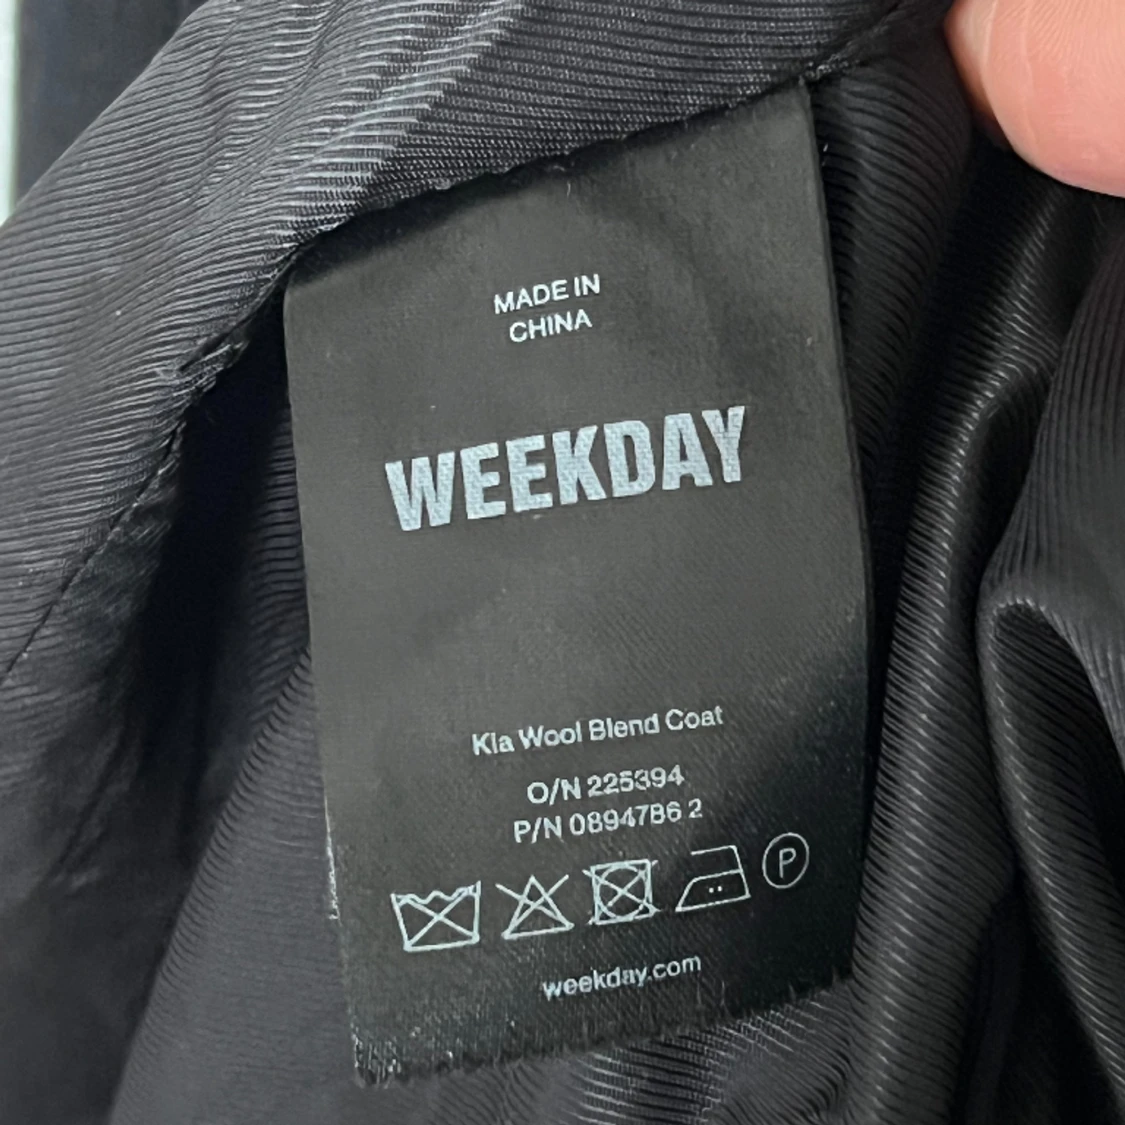 MADE IN
CHINA
WEEKDAY
Kia Wool Blend Coat
O/N 225394
P/N 0894786 2
P
weekday.com